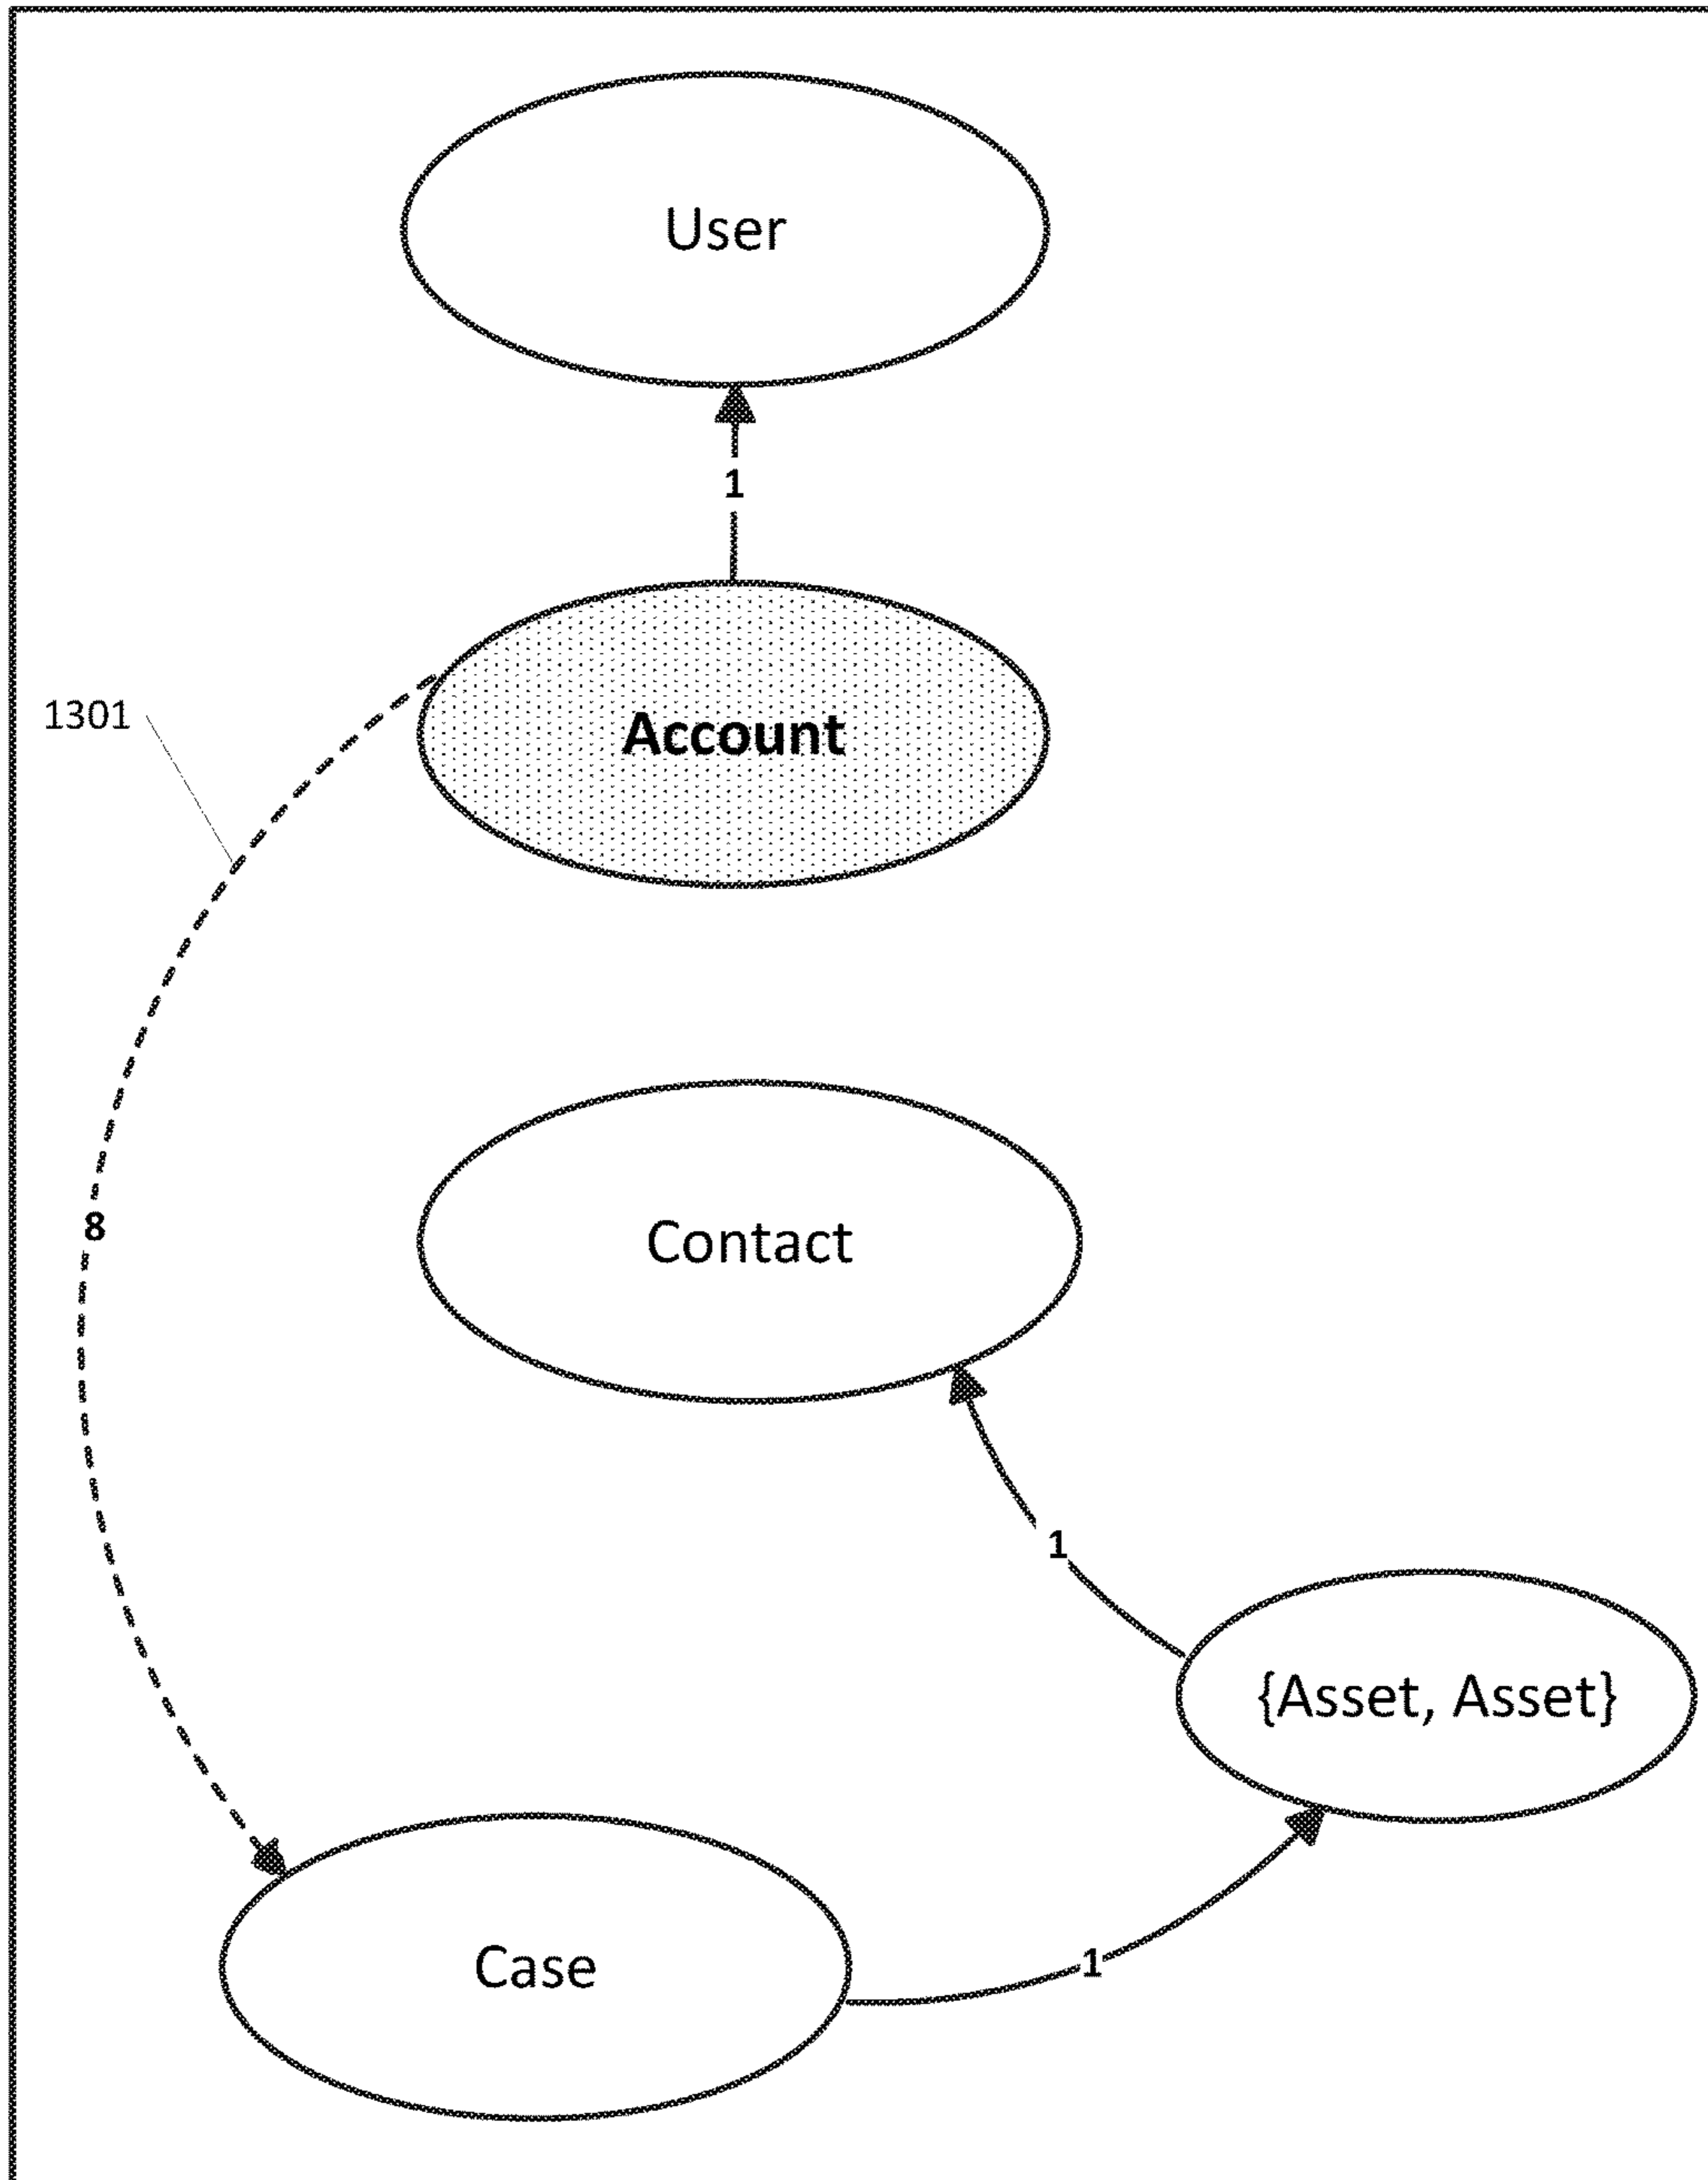 User
1
1301
Account
8
Contact
1
{Asset, Asset}
Case
1